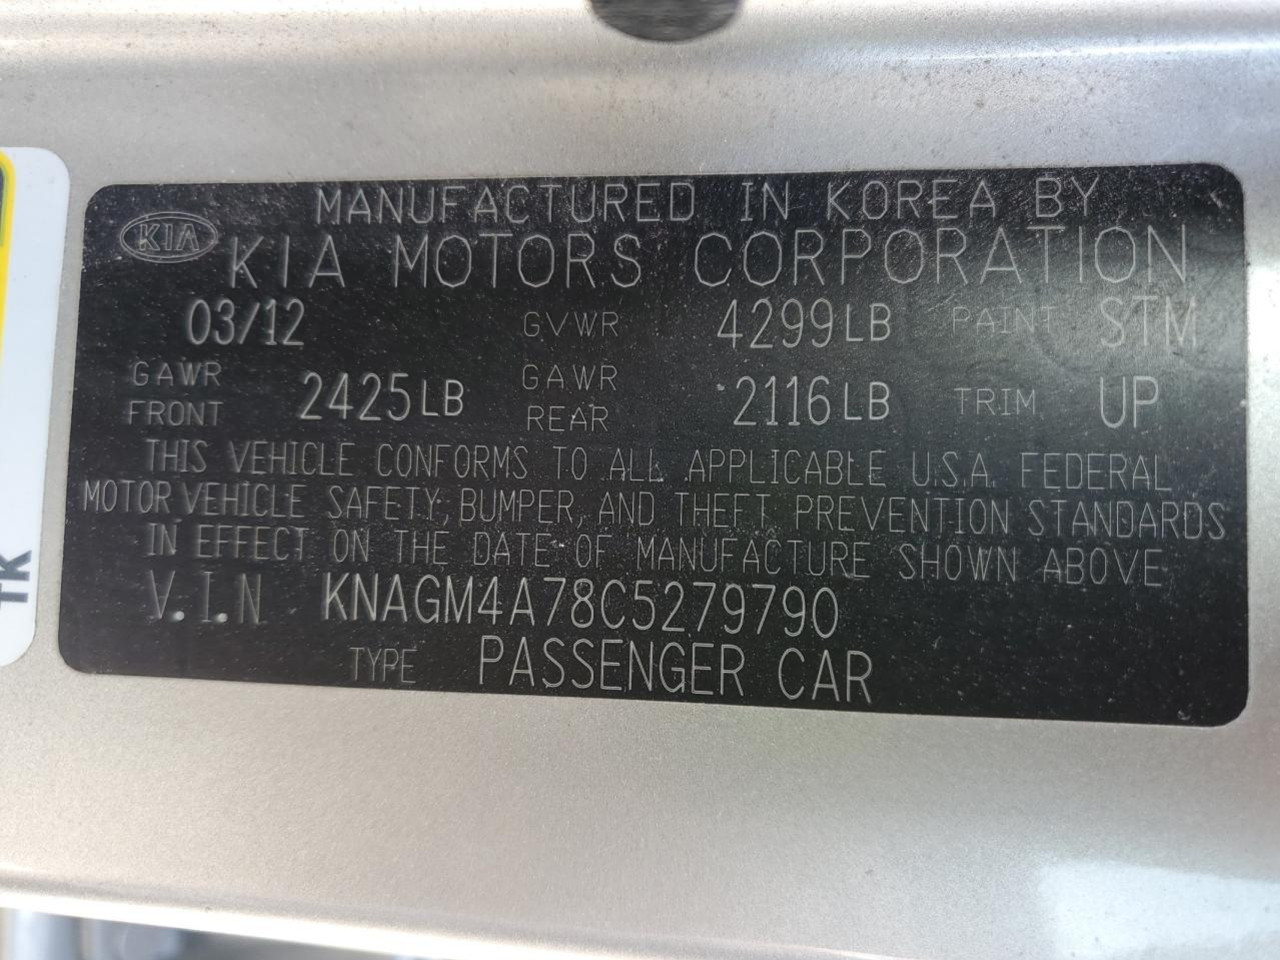 MANUFACTURED IN KOREA BY
KIA KIA MOTORS CORPORATION
03/12 GVWR 4299LB PAINT STM
GAWR FRONT 2425LB GAWR REAR 2116LB TRIM UP
THIS VEHICLE CONFORMS TO ALL APPLICABLE U.S.A. FEDERAL
MOTOR VEHICLE SAFETY, BUMPER, AND THEFT PREVENTION STANDARDS
IN EFFECT ON THE DATE OF MANUFACTURE SHOWN ABOVE
V.I.N KNAGM4A78C5279790
TYPE PASSENGER CAR
TK